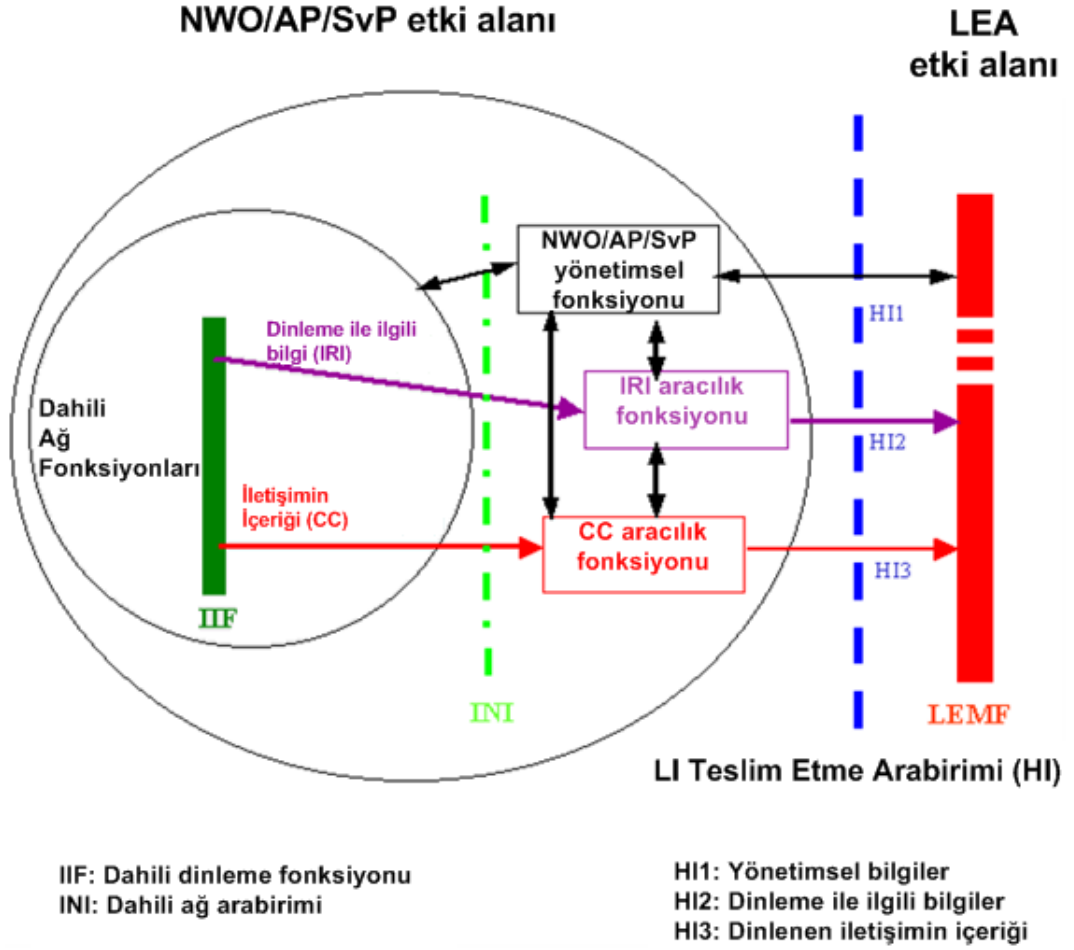 NWO/AP/SvP etki alanı
LEA
etki alanı
NWO/AP/SvP
yönetimsel
fonksiyonu
HI1
Dinleme ile ilgili
bilgi (IRI)
IRI aracılık
fonksiyonu
HI2
Dahili
Ağ
Fonksiyonları
İletişimin
İçeriği (CC)
CC aracılık
fonksiyonu
HI3
IIF
INI
LEMF
LI Teslim Etme Arabirimi (HI)
IIF: Dahili dinleme fonksiyonu
INI: Dahili ağ arabirimi
HI1: Yönetimsel bilgiler
HI2: Dinleme ile ilgili bilgiler
HI3: Dinlenen iletişimin içeriği